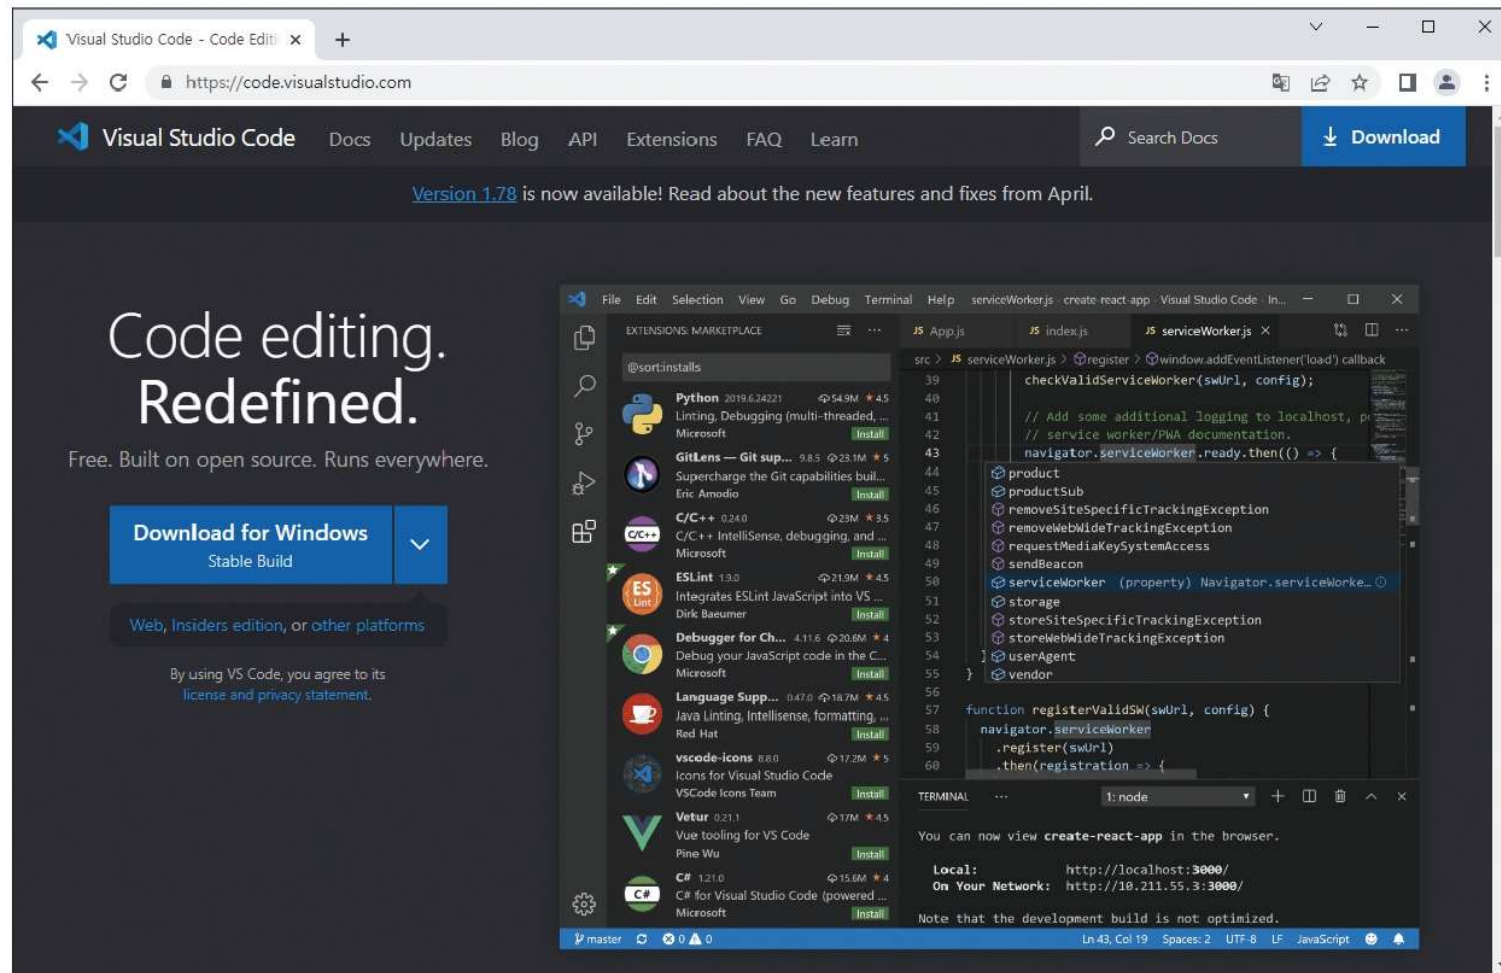 Visual Studio Code - Code Editi
https://code.visualstudio.com
Visual Studio Code Docs Updates Blog API Extensions FAQ Learn Search Docs Download
Version 1.78 is now available! Read about the new features and fixes from April.
Code editing.
Redefined.
Free. Built on open source. Runs everywhere.
Download for Windows
Stable Build
Web, Insiders edition, or other platforms
By using VS Code, you agree to its
license and privacy statement.
File Edit Selection View Go Debug Terminal Help serviceWorker.js - create-react-app - Visual Studio Code - In...
EXTENSIONS: MARKETPLACE
@sort:installs
Python 2019.6.24221 54.9M ★ 4.5
Linting, Debugging (multi-threaded, ...
Microsoft Install
GitLens — Git sup... 9.8.5 23.1M ★ 5
Supercharge the Git capabilities buil...
Eric Amodio Install
C/C++ 0.24.0 23M ★ 3.5
C/C++ IntelliSense, debugging, and ...
Microsoft Install
C/C++
ESLint 1.9.0 21.9M ★ 4.5
Integrates ESLint JavaScript into VS ...
Dirk Baeumer Install
ES
Lint
Debugger for Ch... 4.11.6 20.6M ★ 4
Debug your JavaScript code in the C...
Microsoft Install
Language Supp... 0.47.0 18.7M ★ 4.5
Java Linting, Intellisense, formatting, ...
Red Hat Install
vscode-icons 8.8.0 17.2M ★ 5
Icons for Visual Studio Code
VSCode Icons Team Install
Vetur 0.21.1 17M ★ 4.5
Vue tooling for VS Code
Pine Wu Install
C# 1.21.0 15.6M ★ 4
C# for Visual Studio Code (powered ...
Microsoft Install
C#
JS App.js JS index.js JS serviceWorker.js
src > JS serviceWorker.js > register > window.addEventListener('load') callback
39 checkValidServiceWorker(swUrl, config);
40
41 // Add some additional logging to localhost, p
42 // service worker/PWA documentation.
43 navigator.serviceWorker.ready.then(() => {
44 product
45 productSub
46 removeSiteSpecificTrackingException
47 removeWebWideTrackingException
48 requestMediaKeySystemAccess
49 sendBeacon
50 serviceWorker (property) Navigator.serviceWorke...
51 storage
52 storeSiteSpecificTrackingException
53 storeWebWideTrackingException
54 } userAgent
55 } vendor
56
57 function registerValidSW(swUrl, config) {
58 navigator.serviceWorker
59 .register(swUrl)
60 .then(registration => {
TERMINAL ... 1: node
You can now view create-react-app in the browser.
Local: http://localhost:3000/
On Your Network: http://10.211.55.3:3000/
Note that the development build is not optimized.
master 0 0 Ln 43, Col 19 Spaces: 2 UTF-8 LF JavaScript